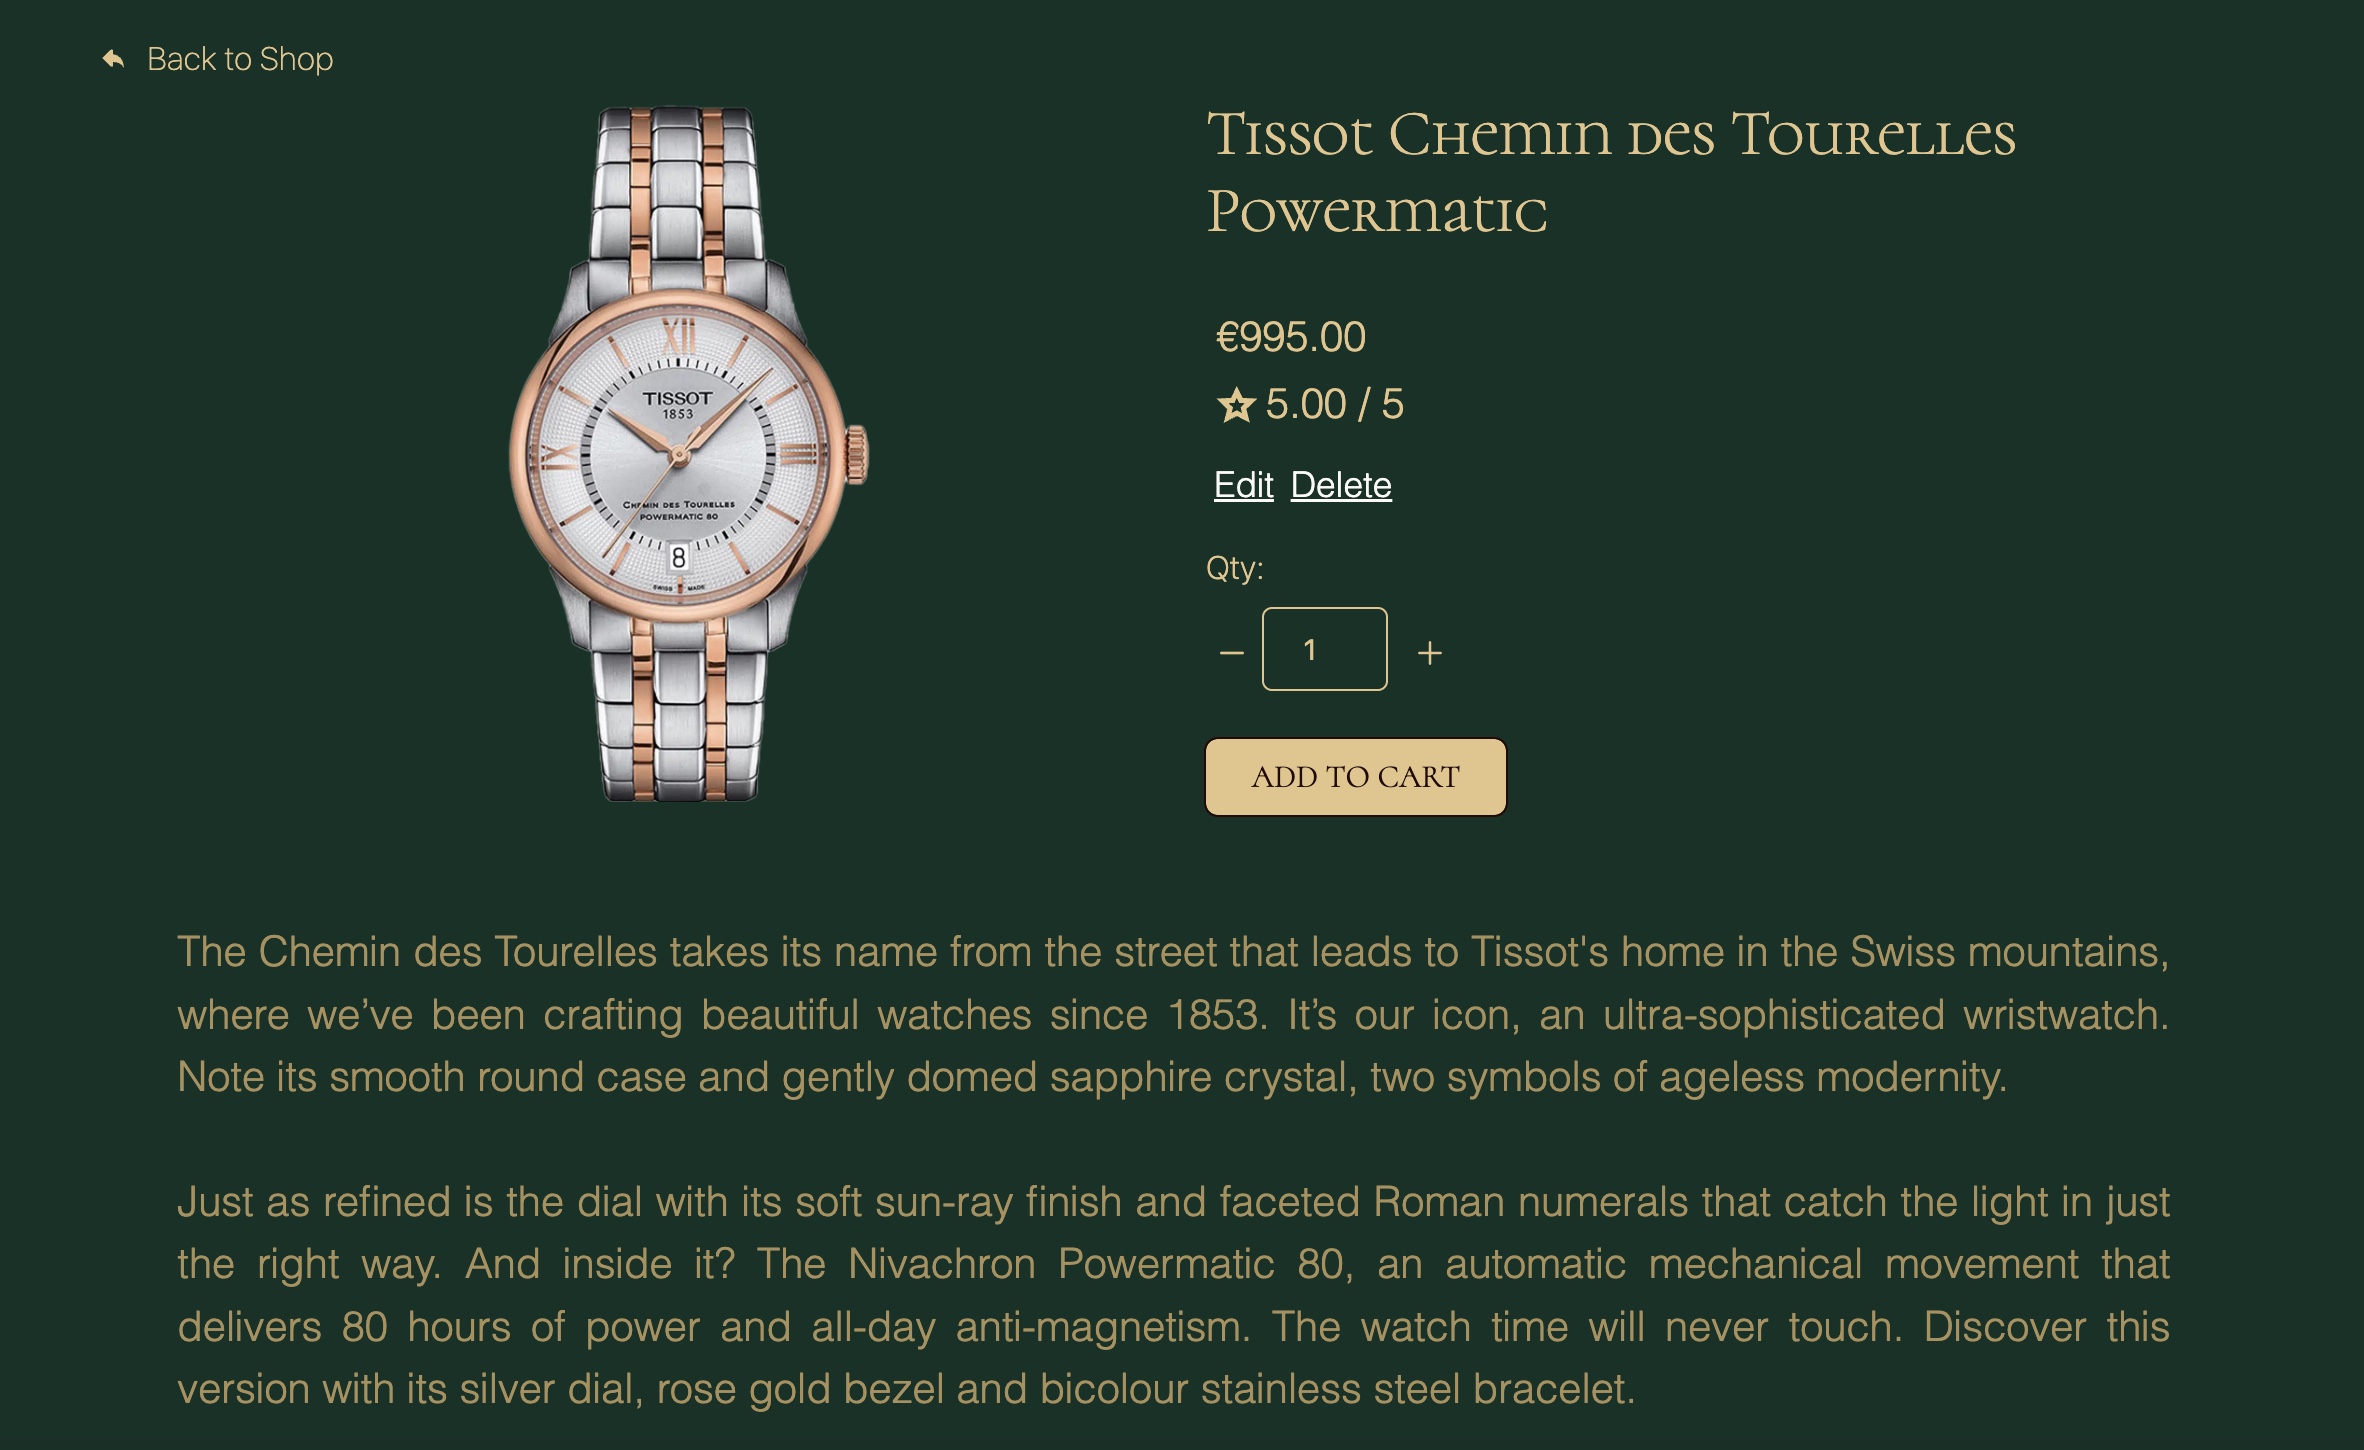 Back to Shop
Tissot Chemin des Tourelles
Powermatic
XII
TISSOT
1853
IX
III
CHEMIN DES TOURELLES
POWERMATIC 80
8
SWISS MADE
€995.00
5.00 / 5
Edit Delete
Qty:
− 1 +
ADD TO CART
The Chemin des Tourelles takes its name from the street that leads to Tissot's home in the Swiss mountains,
where we’ve been crafting beautiful watches since 1853. It’s our icon, an ultra-sophisticated wristwatch.
Note its smooth round case and gently domed sapphire crystal, two symbols of ageless modernity.
Just as refined is the dial with its soft sun-ray finish and faceted Roman numerals that catch the light in just
the right way. And inside it? The Nivachron Powermatic 80, an automatic mechanical movement that
delivers 80 hours of power and all-day anti-magnetism. The watch time will never touch. Discover this
version with its silver dial, rose gold bezel and bicolour stainless steel bracelet.